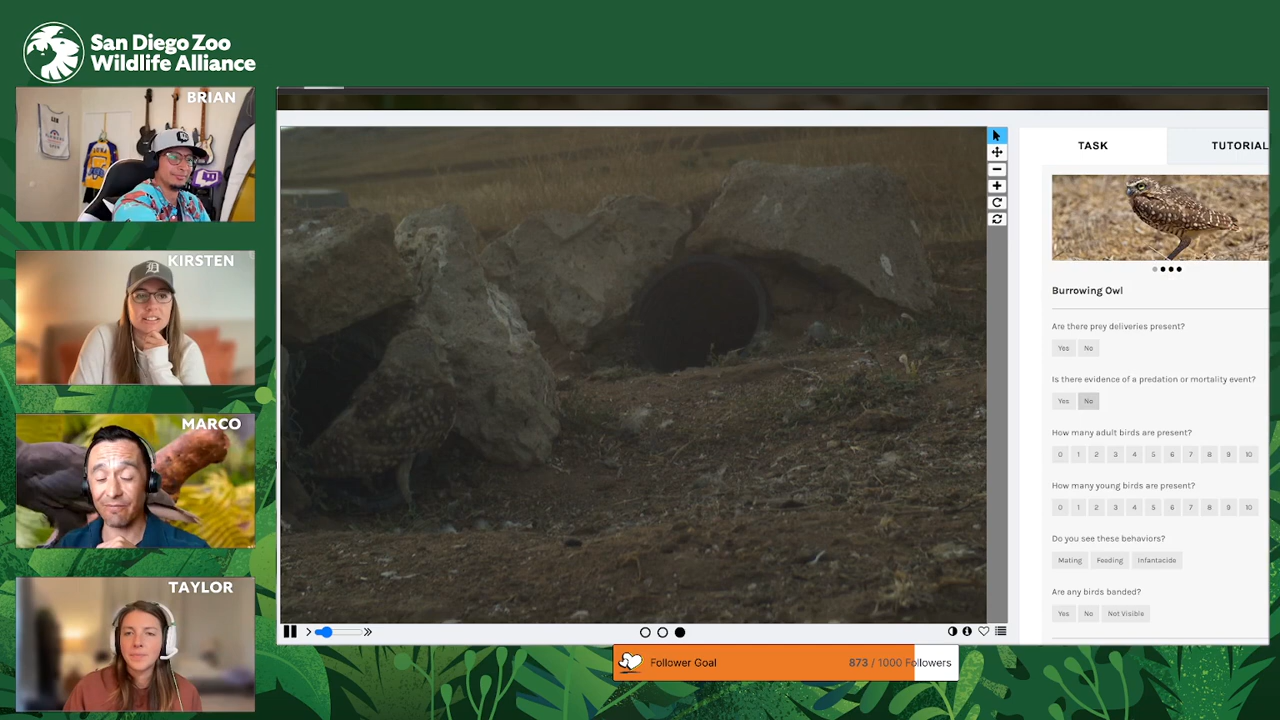 San Diego Zoo
Wildlife Alliance
BRIAN
KIRSTEN
MARCO
TAYLOR
TASK
TUTORIAL
Burrowing Owl
Are there prey deliveries present?
Yes No
Is there evidence of a predation or mortality event?
Yes No
How many adult birds are present?
0 1 2 3 4 5 6 7 8 9 10
How many young birds are present?
0 1 2 3 4 5 6 7 8 9 10
Do you see these behaviors?
Mating Feeding Infantacide
Are any birds banded?
Yes No Not Visible
Follower Goal 873 / 1000 Followers